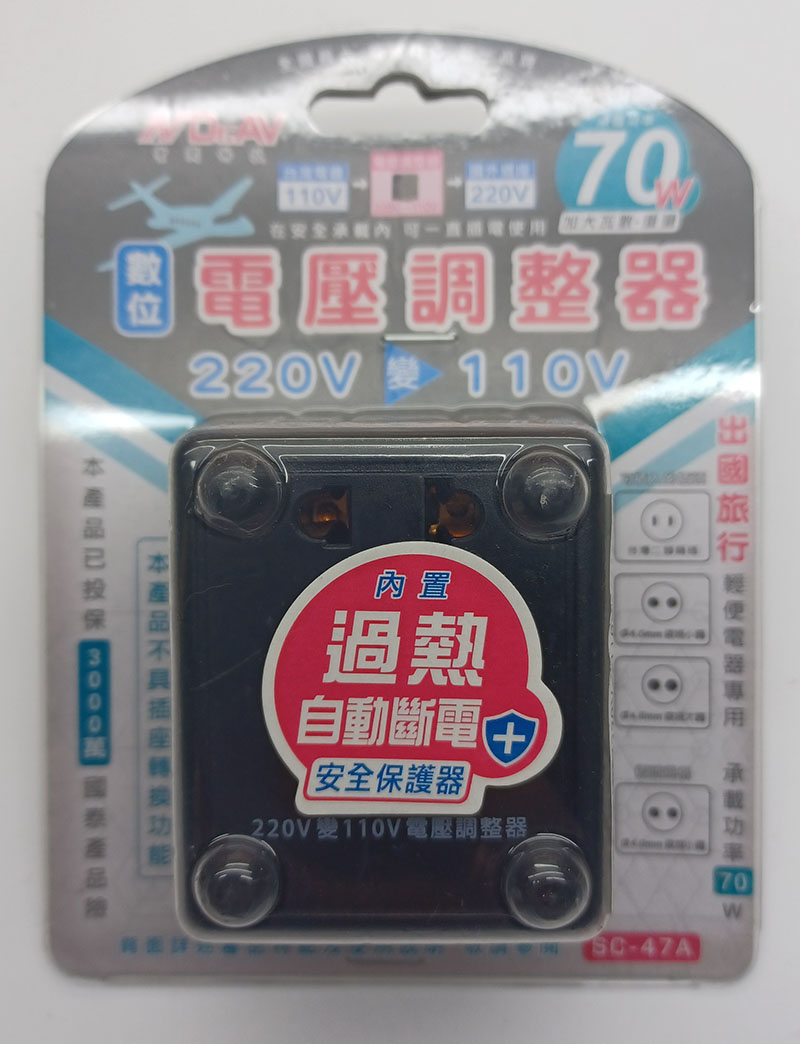 70W
加大瓦數·選購
110V
220V
在安全承載內 可一直插電使用
數位
電壓調整器
220V 變 110V
出國旅行
輕便電器專用
承載功率
70
W
本產品已投保
3000萬
國泰產品險
本產品不具插座轉換功能
內置
過熱
自動斷電
安全保護器
220V變110V電壓調整器
SC-47A